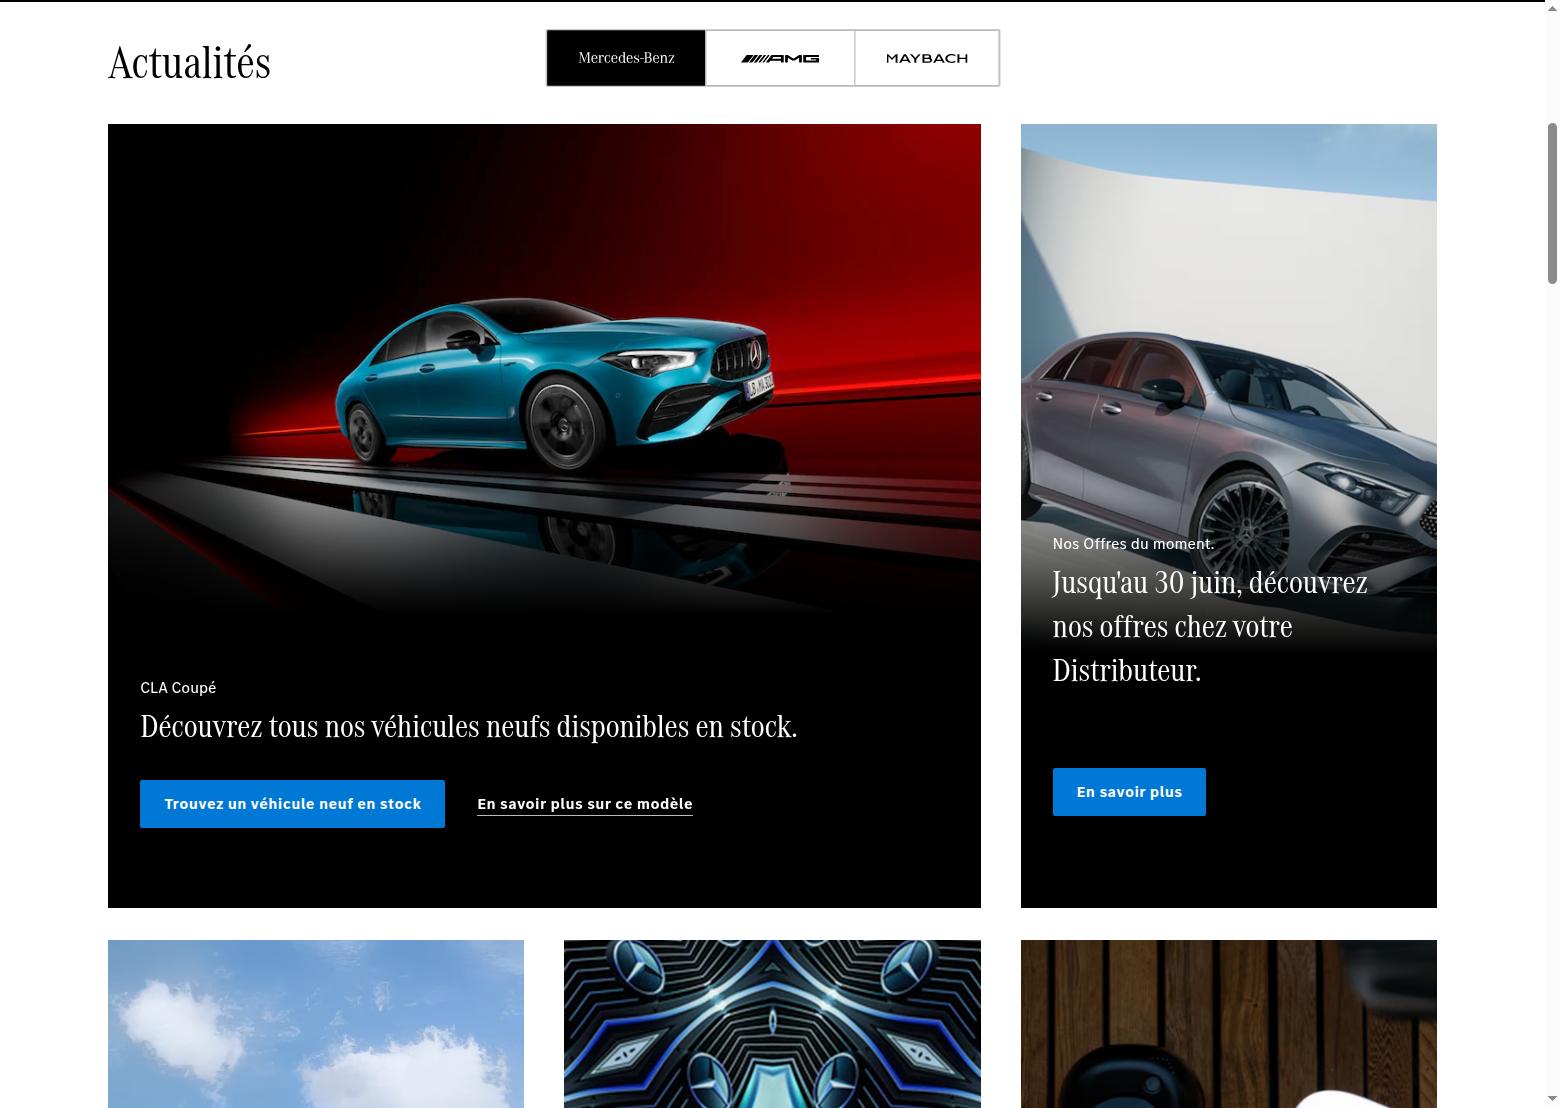 Actualités
Mercedes-Benz
AMG
MAYBACH
CLA Coupé
Découvrez tous nos véhicules neufs disponibles en stock.
Trouvez un véhicule neuf en stock
En savoir plus sur ce modèle
Nos Offres du moment.
Jusqu'au 30 juin, découvrez
nos offres chez votre
Distributeur.
En savoir plus